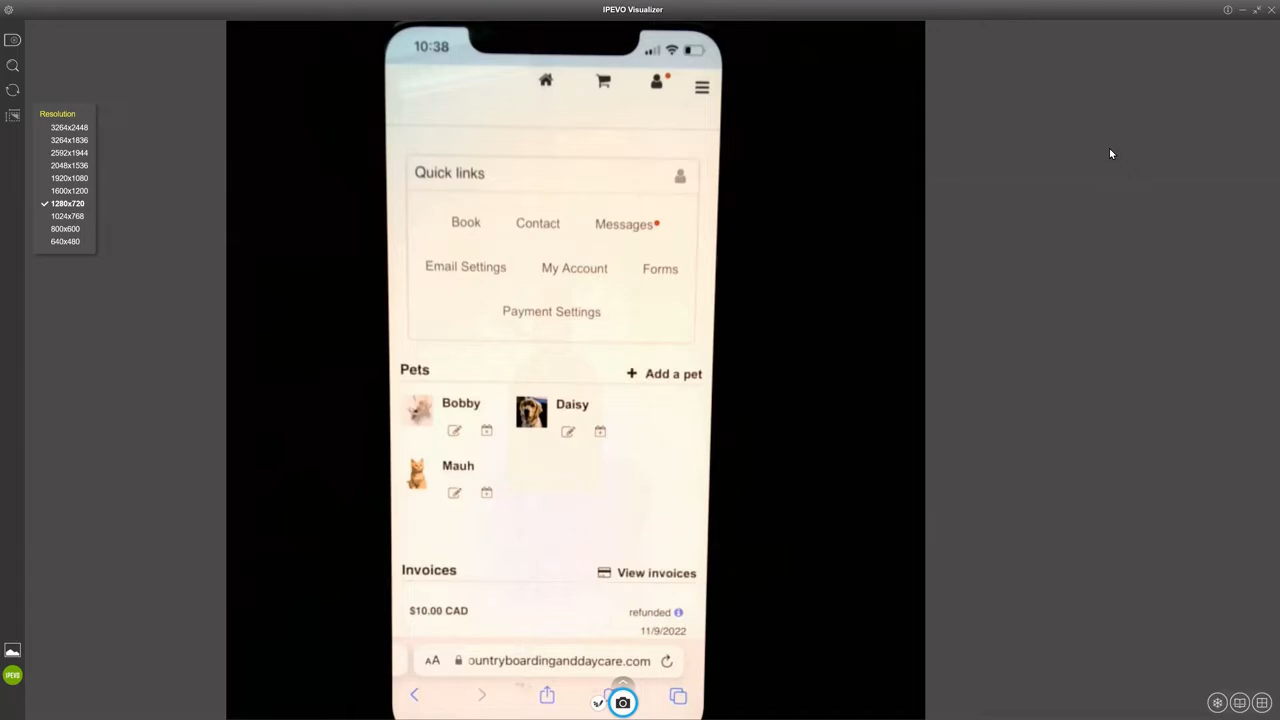 IPEVO Visualizer
Resolution
3264x2448
3264x1836
2592x1944
2048x1536
1920x1080
1600x1200
1280x720
1024x768
800x600
640x480
10:38
Quick links
Book Contact Messages
Email Settings My Account Forms
Payment Settings
Pets + Add a pet
Bobby Daisy
Mauh
Invoices View invoices
$10.00 CAD refunded
11/9/2022
AA ountryboardinganddaycare.com
IPEVO